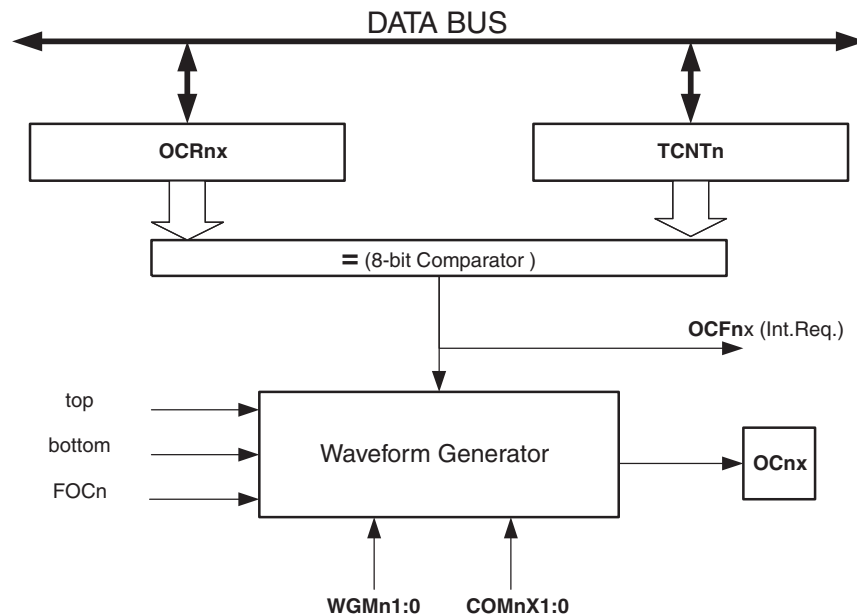 DATA BUS
OCRnx
TCNTn
= (8-bit Comparator )
OCFnx (Int.Req.)
top
bottom
FOCn
Waveform Generator
OCnx
WGMn1:0
COMnX1:0